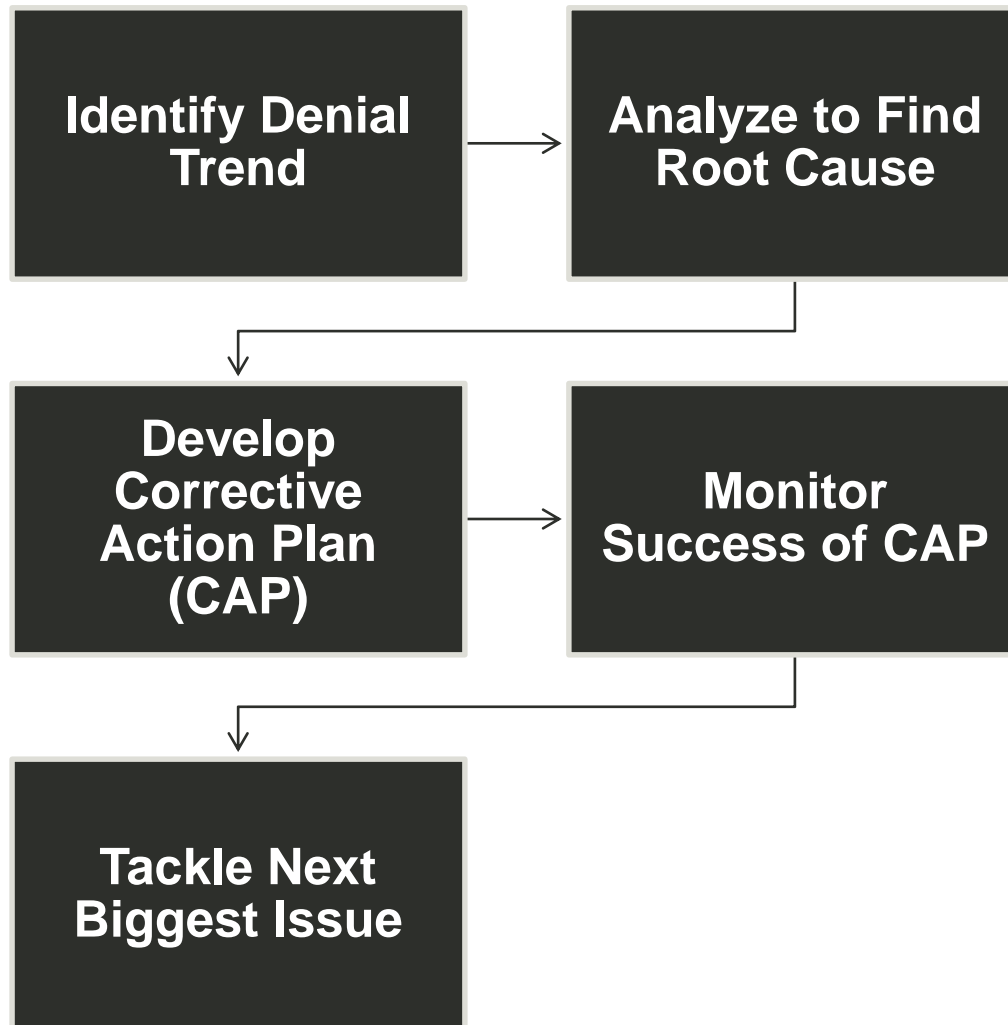 Identify Denial
Trend
Analyze to Find
Root Cause
Develop
Corrective
Action Plan
(CAP)
Monitor
Success of CAP
Tackle Next
Biggest Issue